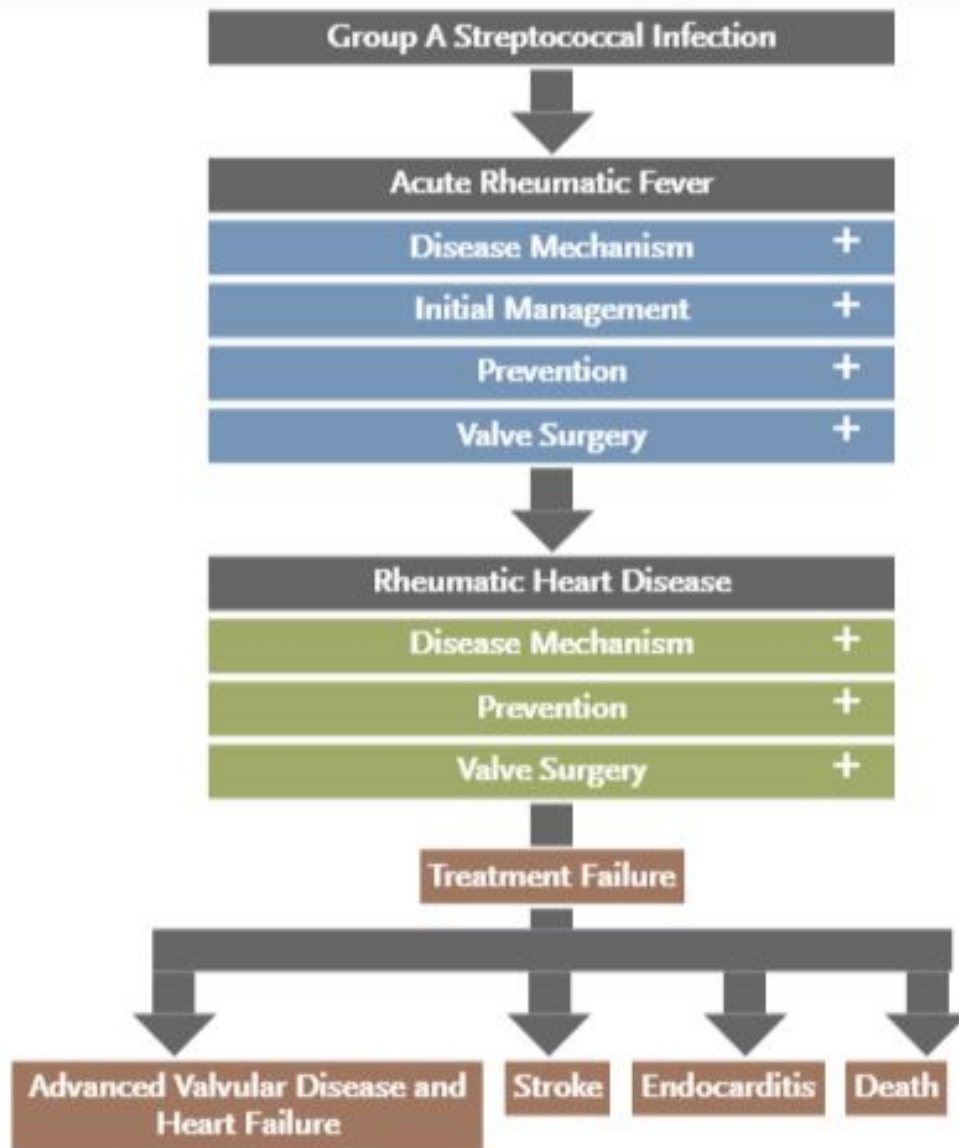 Group A Streptococcal Infection
Acute Rheumatic Fever
Disease Mechanism +
Initial Management +
Prevention +
Valve Surgery +
Rheumatic Heart Disease
Disease Mechanism +
Prevention +
Valve Surgery +
Treatment Failure
Advanced Valvular Disease and
Heart Failure
Stroke
Endocarditis
Death